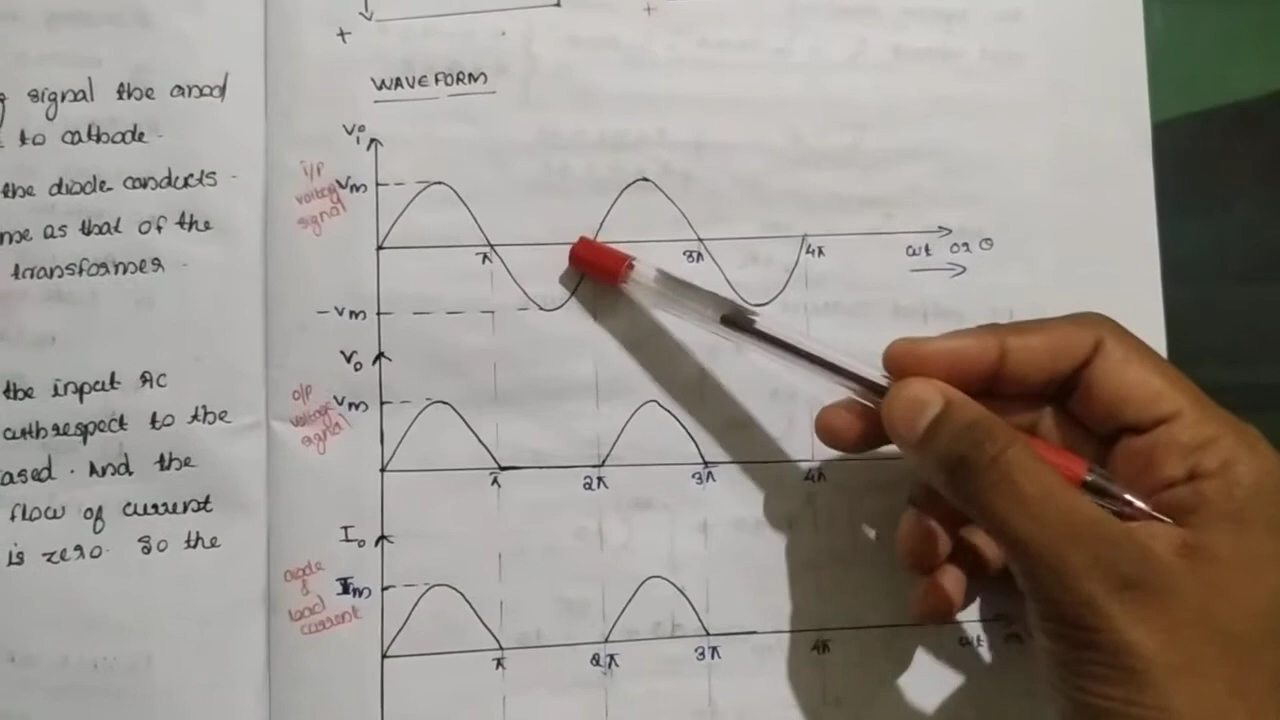 +
+
WAVEFORM
g signal the anod
to cathode.
the diode conducts.
me as that of the
transformer.
the input AC
with respect to the
ased. And the
flow of current
is zero. So the
Vi
i/p
voltage
signal
Vm
-Vm
π
3π
4π
ωt or θ
Vo
o/p
voltage
signal
Vm
π
2π
3π
4π
Io
diode
&
load
current
Im
π
2π
3π
4π
ωt